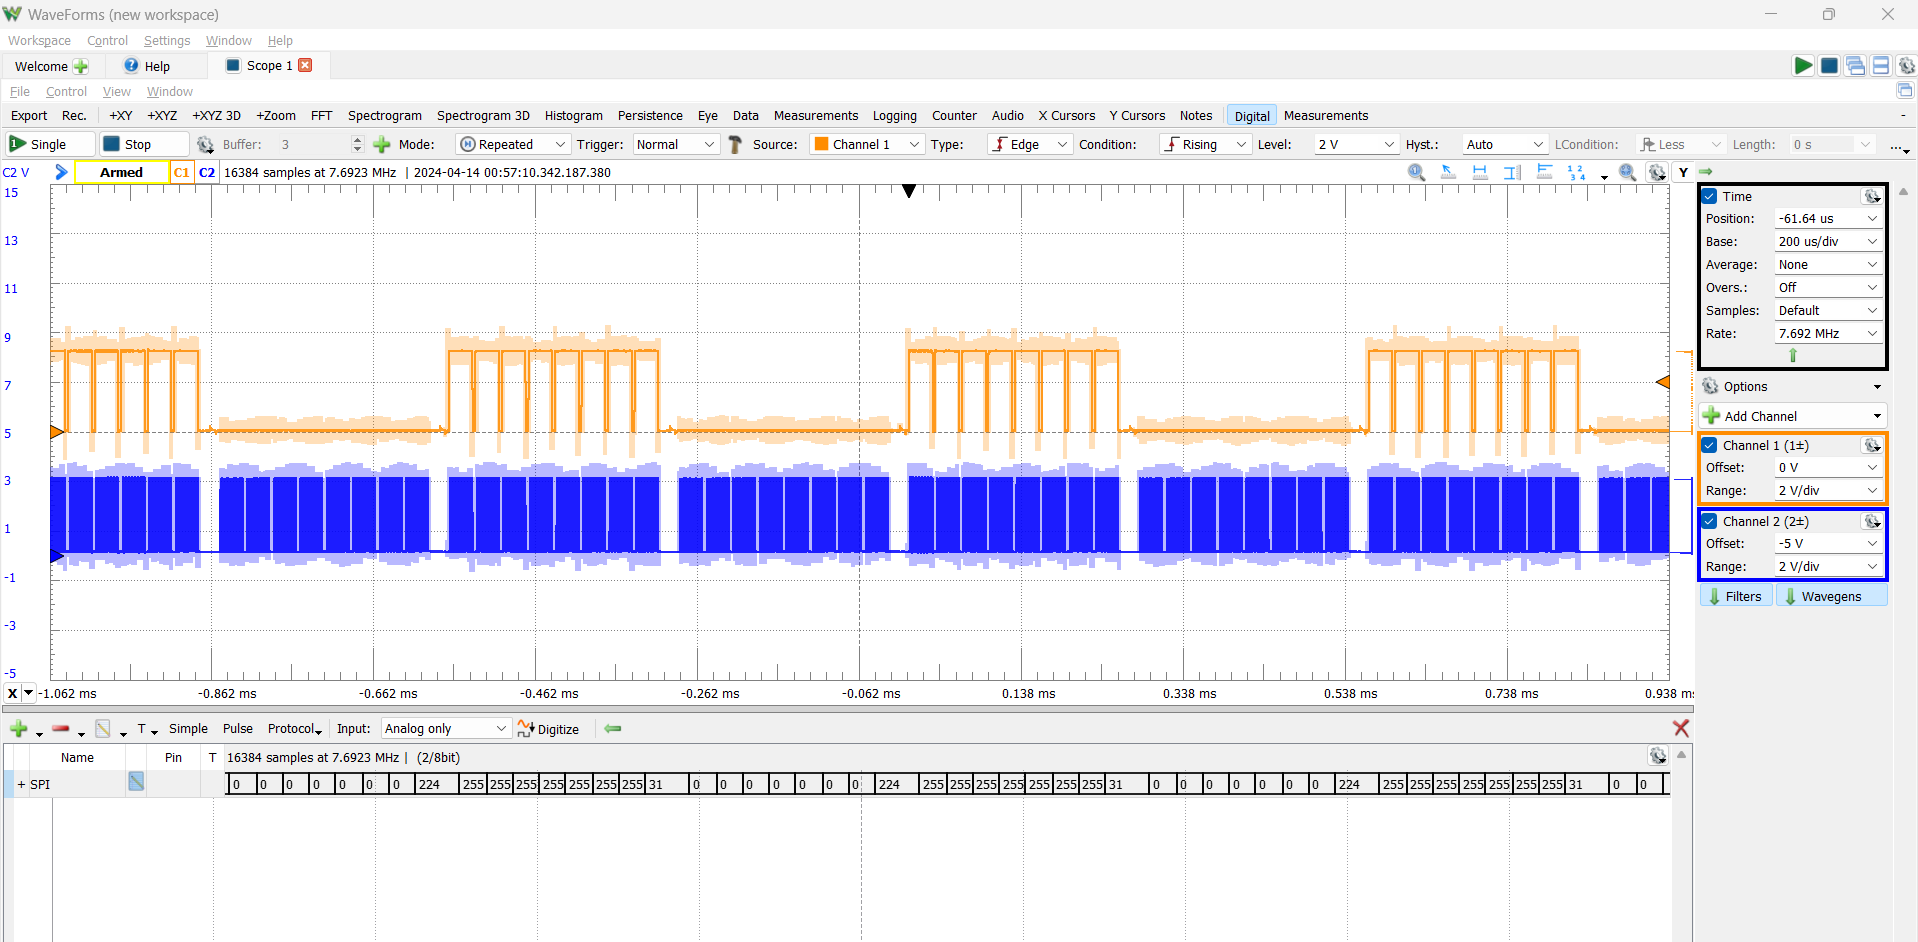 WaveForms (new workspace)
Workspace Control Settings Window Help
Welcome Help Scope 1
File Control View Window
Export Rec. +XY +XYZ +XYZ 3D +Zoom FFT Spectrogram Spectrogram 3D Histogram Persistence Eye Data Measurements Logging Counter Audio X Cursors Y Cursors Notes Digital Measurements -
Single Stop Buffer: 3 Mode: Repeated Trigger: Normal Source: Channel 1 Type: Edge Condition: Rising Level: 2 V Hyst.: Auto LCondition: Less Length: 0 s ...
C2 V Armed C1 C2 16384 samples at 7.6923 MHz | 2024-04-14 00:57:10.342.187.380 Y
15
13
11
9
7
5
3
1
-1
-3
-5
X -1.062 ms -0.862 ms -0.662 ms -0.462 ms -0.262 ms -0.062 ms 0.138 ms 0.338 ms 0.538 ms 0.738 ms 0.938 ms
Time
Position: -61.64 us
Base: 200 us/div
Average: None
Overs.: Off
Samples: Default
Rate: 7.692 MHz
Options
Add Channel
Channel 1 (1±)
Offset: 0 V
Range: 2 V/div
Channel 2 (2±)
Offset: -5 V
Range: 2 V/div
Filters Wavegens
T Simple Pulse Protocol Input: Analog only Digitize
Name Pin T 16384 samples at 7.6923 MHz | (2/8bit)
+ SPI 0 0 0 0 0 0 0 224 255 255 255 255 255 255 255 31 0 0 0 0 0 0 0 224 255 255 255 255 255 255 255 31 0 0 0 0 0 0 0 224 255 255 255 255 255 255 255 31 0 0